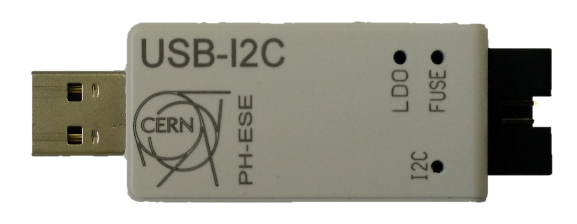 USB-I2C
CERN
PH-ESE
LDO
FUSE
I2C